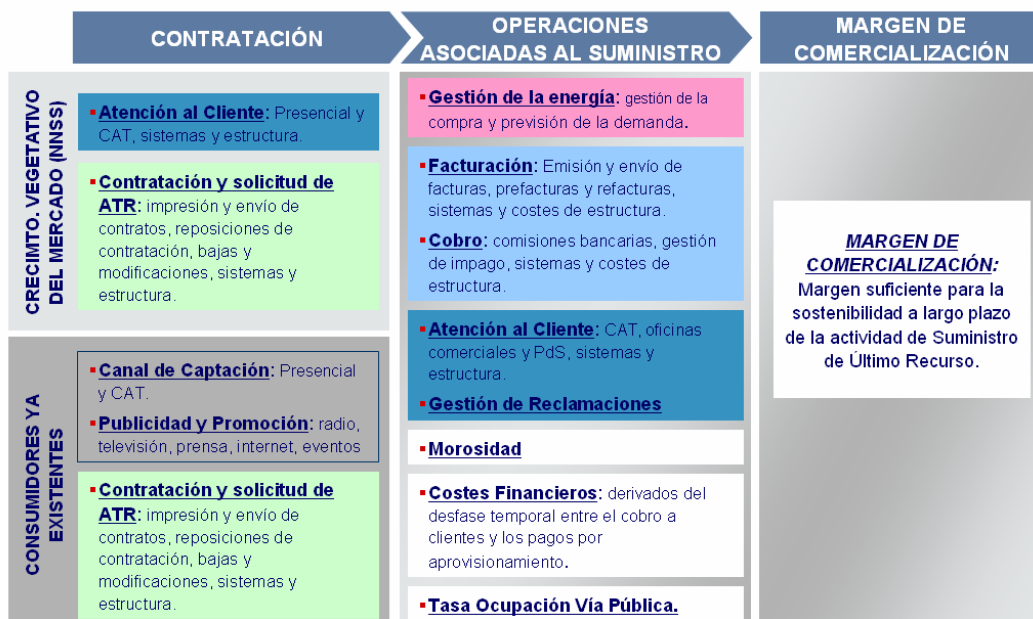 CONTRATACIÓN
OPERACIONES
ASOCIADAS AL SUMINISTRO
MARGEN DE
COMERCIALIZACIÓN
CRECIMTO. VEGETATIVO
DEL MERCADO (NNSS)
▪Atención al Cliente: Presencial y
CAT, sistemas y estructura.
▪Contratación y solicitud de
ATR: impresión y envío de
contratos, reposiciones de
contratación, bajas y
modificaciones, sistemas y
estructura.
CONSUMIDORES YA
EXISTENTES
▪Canal de Captación: Presencial
y CAT.
▪Publicidad y Promoción: radio,
televisión, prensa, internet, eventos
▪Contratación y solicitud de
ATR: impresión y envío de
contratos, reposiciones de
contratación, bajas y
modificaciones, sistemas y
estructura.
▪Gestión de la energía: gestión de la
compra y previsión de la demanda.
▪Facturación: Emisión y envío de
facturas, prefacturas y refacturas,
sistemas y costes de estructura.
▪Cobro: comisiones bancarias, gestión
de impago, sistemas y costes de
estructura.
▪Atención al Cliente: CAT, oficinas
comerciales y PdS, sistemas y
estructura.
▪Gestión de Reclamaciones
▪Morosidad
▪Costes Financieros: derivados del
desfase temporal entre el cobro a
clientes y los pagos por
aprovisionamiento.
▪Tasa Ocupación Vía Pública.
MARGEN DE
COMERCIALIZACIÓN:
Margen suficiente para la
sostenibilidad a largo plazo
de la actividad de Suministro
de Último Recurso.